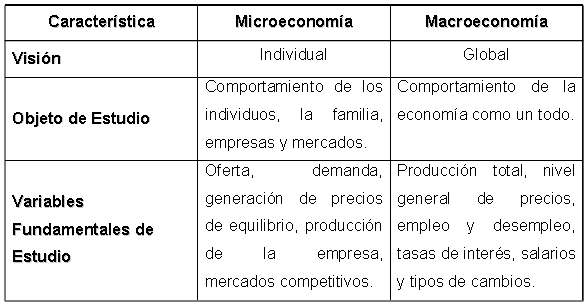 Característica Microeconomía Macroeconomía
Visión Individual Global
Objeto de Estudio
Comportamiento de los
individuos, la familia,
empresas y mercados.
Comportamiento de la
economía como un todo.
Variables
Fundamentales de
Estudio
Oferta, demanda,
generación de precios
de equilibrio, producción
de la empresa,
mercados competitivos.
Producción total, nivel
general de precios,
empleo y desempleo,
tasas de interés, salarios
y tipos de cambios.